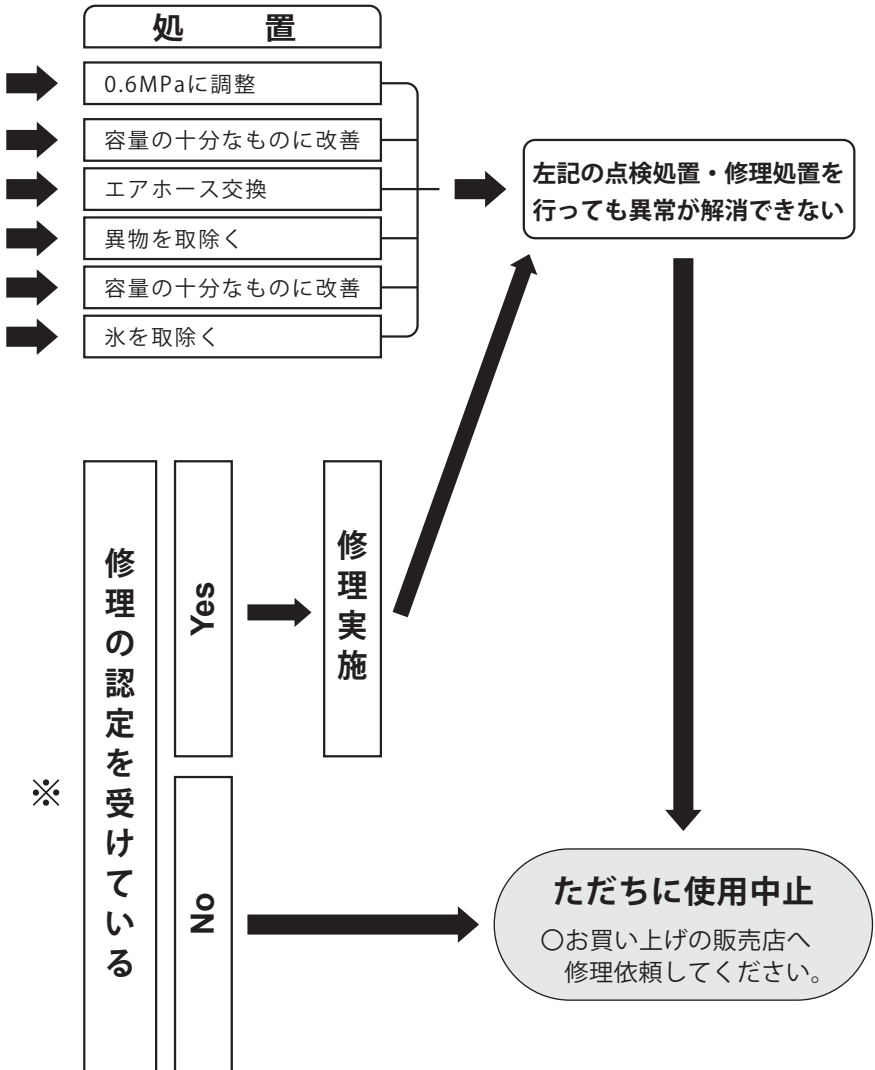 処 置
0.6MPaに調整
容量の十分なものに改善
エアホース交換
異物を取除く
容量の十分なものに改善
氷を取除く
左記の点検処置・修理処置を
行っても異常が解消できない
※
修理の認定を受けている
Yes
修理実施
No
ただちに使用中止
○お買い上げの販売店へ
修理依頼してください。